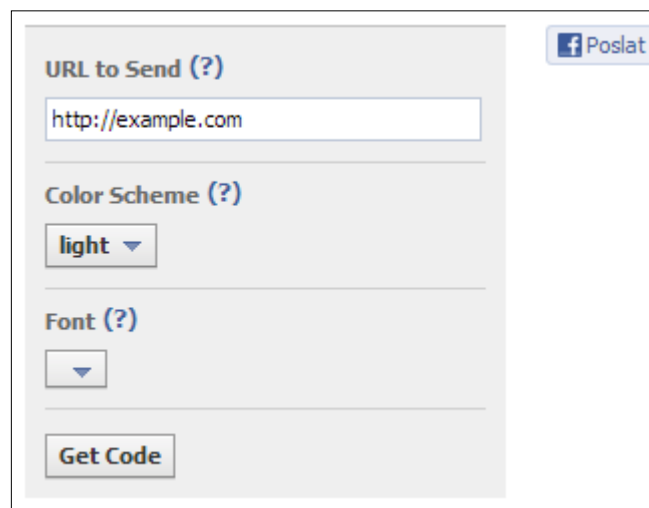 URL to Send (?)
http://example.com
Color Scheme (?)
light
Font (?)
Get Code
Poslat